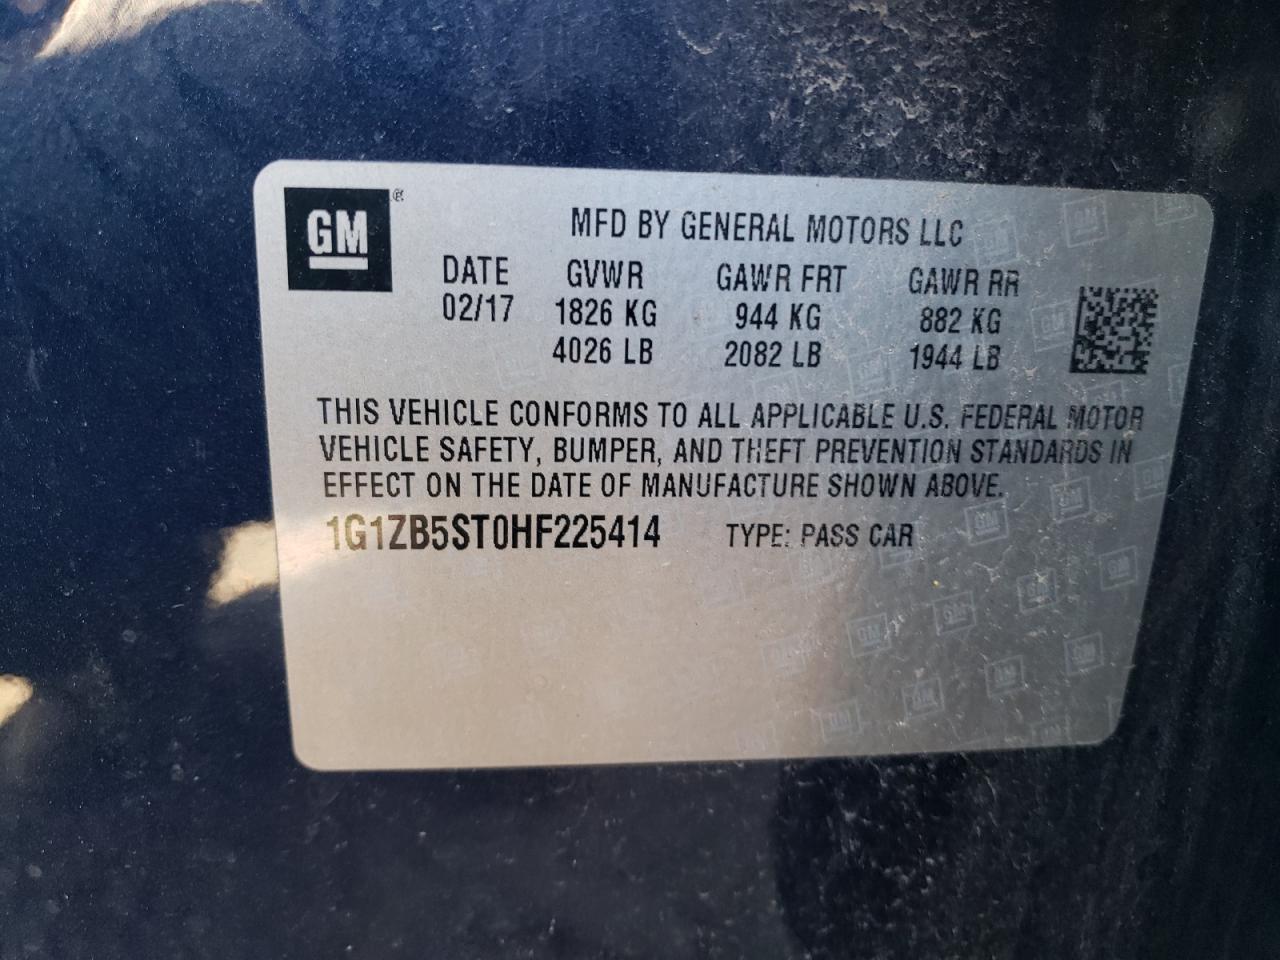 GM®
MFD BY GENERAL MOTORS LLC
DATE GVWR GAWR FRT GAWR RR
02/17 1826 KG 944 KG 882 KG
4026 LB 2082 LB 1944 LB
THIS VEHICLE CONFORMS TO ALL APPLICABLE U.S. FEDERAL MOTOR
VEHICLE SAFETY, BUMPER, AND THEFT PREVENTION STANDARDS IN
EFFECT ON THE DATE OF MANUFACTURE SHOWN ABOVE.
1G1ZB5ST0HF225414 TYPE: PASS CAR